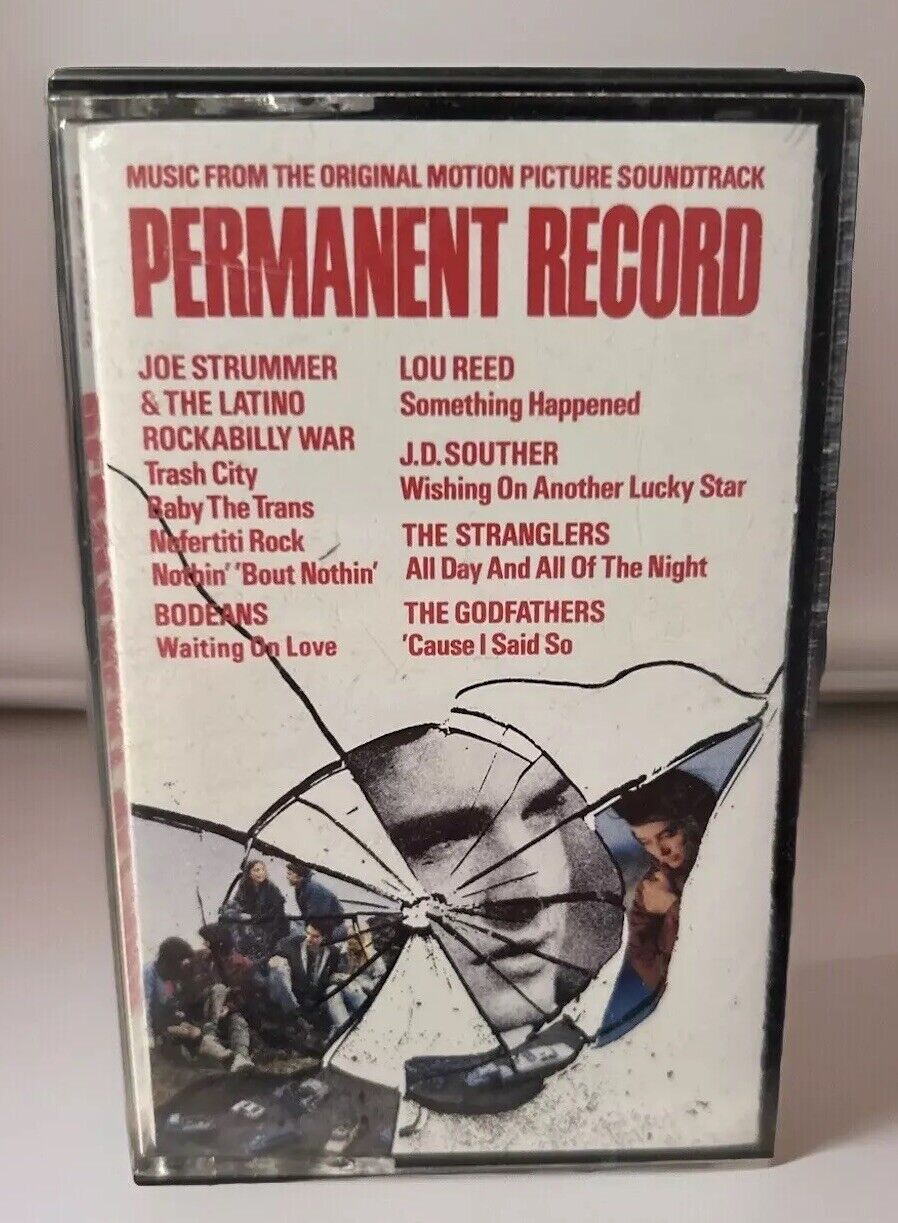 MUSIC FROM THE ORIGINAL MOTION PICTURE SOUNDTRACK
PERMANENT RECORD
JOE STRUMMER
& THE LATINO
ROCKABILLY WAR
Trash City
Baby The Trans
Nefertiti Rock
Nothin' 'Bout Nothin'
BODEANS
Waiting On Love
LOU REED
Something Happened
J.D. SOUTHER
Wishing On Another Lucky Star
THE STRANGLERS
All Day And All Of The Night
THE GODFATHERS
'Cause I Said So